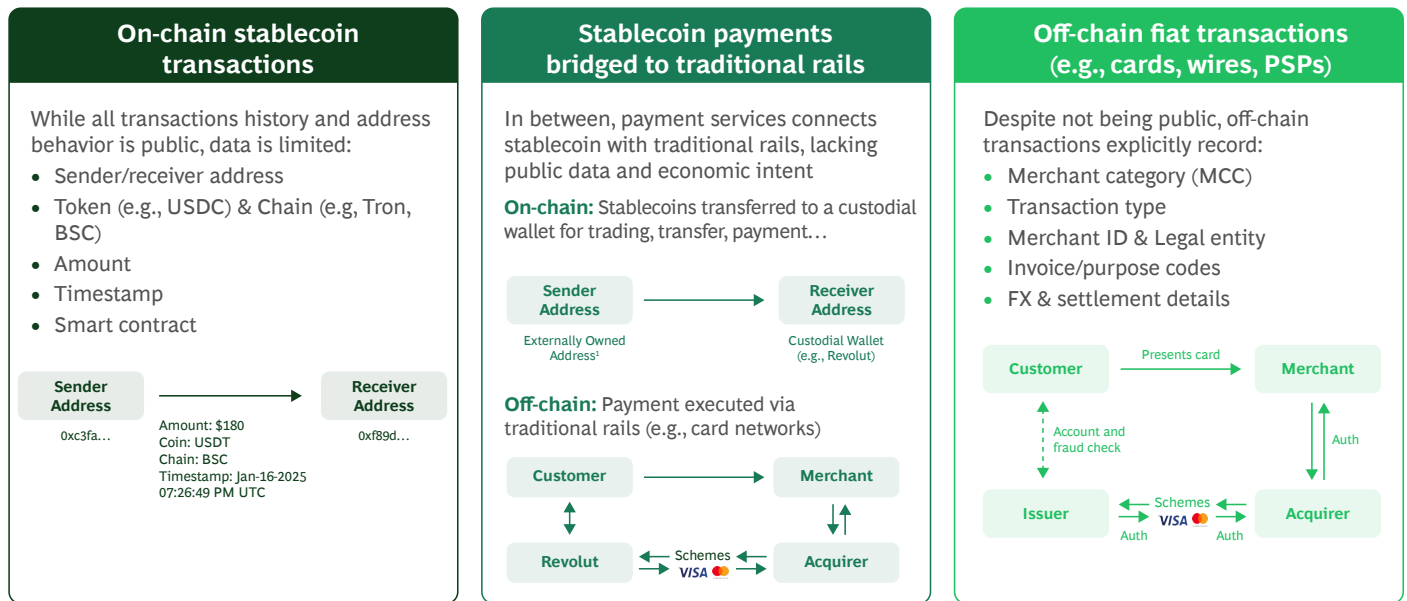 On-chain stablecoin
transactions
While all transactions history and address
behavior is public, data is limited:
• Sender/receiver address
• Token (e.g., USDC) & Chain (e.g, Tron,
BSC)
• Amount
• Timestamp
• Smart contract
Sender
Address
0xc3fa...
Amount: $180
Coin: USDT
Chain: BSC
Timestamp: Jan-16-2025
07:26:49 PM UTC
Receiver
Address
0xf89d...
Stablecoin payments
bridged to traditional rails
In between, payment services connects
stablecoin with traditional rails, lacking
public data and economic intent
On-chain: Stablecoins transferred to a custodial
wallet for trading, transfer, payment...
Sender
Address
Externally Owned
Address¹
Receiver
Address
Custodial Wallet
(e.g., Revolut)
Off-chain: Payment executed via
traditional rails (e.g., card networks)
Customer
Merchant
Revolut
Schemes
VISA
Acquirer
Off-chain fiat transactions
(e.g., cards, wires, PSPs)
Despite not being public, off-chain
transactions explicitly record:
• Merchant category (MCC)
• Transaction type
• Merchant ID & Legal entity
• Invoice/purpose codes
• FX & settlement details
Customer
Presents card
Merchant
Account and
fraud check
Auth
Issuer
Schemes
VISA
Auth
Auth
Acquirer